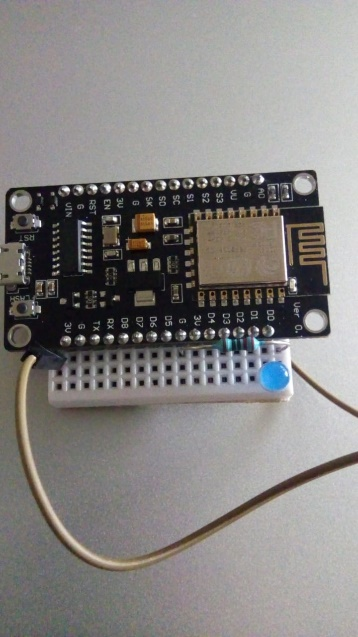 A0
G
VU
S3
S2
S1
SC
SO
SK
G
3V
EN
RST
G
VIN
RST
FLASH
3V
G
TX
RX
D8
D7
D6
D5
G
3V
D4
D3
D2
D1
D0
Ver 0.